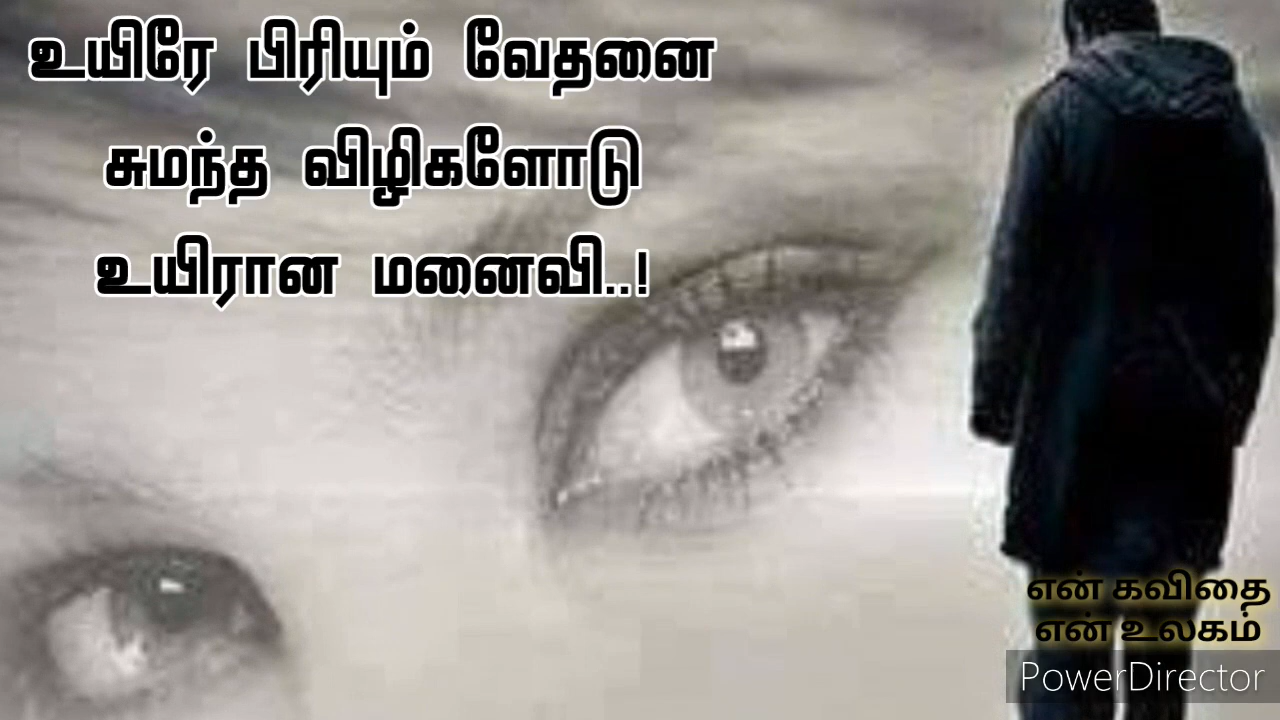 உயிரே பிரியும் வேதனை
சுமந்த விழிகளோடு
உயிரான மனைவி..!
என் கவிதை
என் உலகம்
PowerDirector